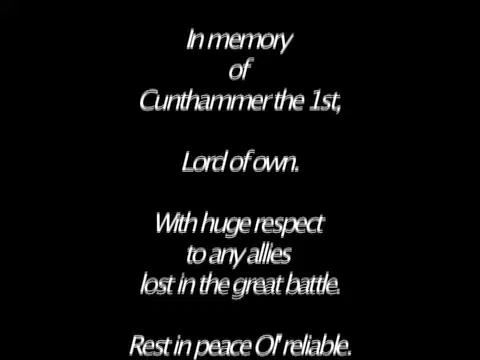 In memory
of
Cunthammer the 1st,
Lord of own.
With huge respect
to any allies
lost in the great battle.
Rest in peace Ol' reliable.